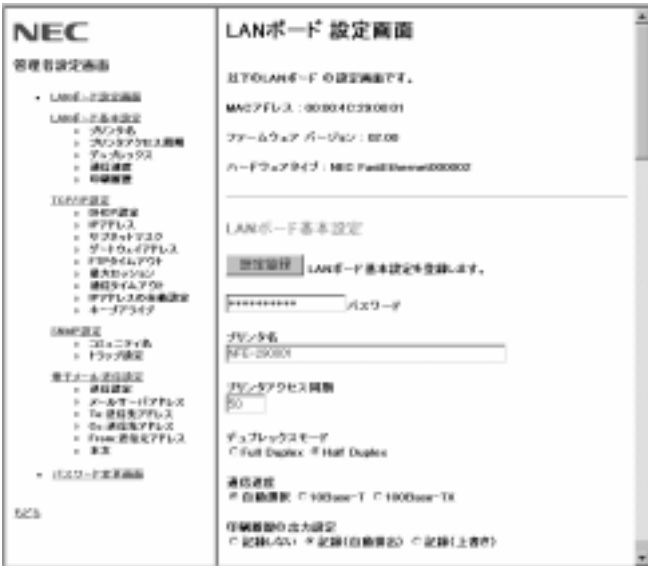 NEC
管理者設定画面
LANボード設定画面
LANボード基本設定
プリンタ名
プリンタアクセス間隔
デュプレックス
通信速度
印刷履歴
TCP/IP設定
DHCP設定
IPアドレス
サブネットマスク
ゲートウェイアドレス
FTPタイムアウト
最大セッション
通信タイムアウト
IPアドレスの自動設定
キープアライブ
SNMP設定
コミュニティ名
トラップ設定
電子メール送信設定
送信設定
メールサーバアドレス
To:送信先アドレス
Cc:送信先アドレス
From:送信元アドレス
本文
パスワード変更画面
もどる
LANボード 設定画面
以下のLANボード の設定画面です。
MACアドレス : 00:00:4C:29:00:01
ファームウェア バージョン : 02.00
ハードウェアタイプ : NEC FastEthernet
LANボード基本設定
設定登録 LANボード基本設定を登録します。
********** パスワード
プリンタ名
NFE-290001
プリンタアクセス間隔
50
デュプレックスモード
Full Duplex Half Duplex
通信速度
自動選択 10Base-T 100Base-TX
印刷履歴の出力設定
記録しない 記録(自動排出) 記録(上書き)